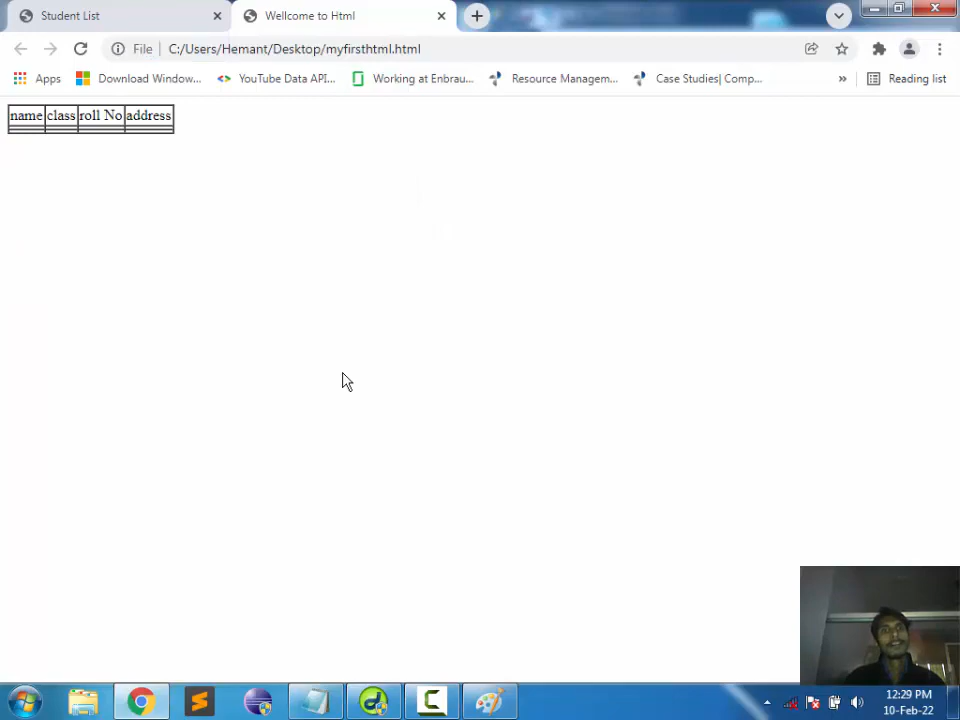 Student List
Wellcome to Html
File
C:/Users/Hemant/Desktop/myfirsthtml.html
Apps
Download Window...
YouTube Data API...
Working at Enbrau...
Resource Managem...
Case Studies| Comp...
»
Reading list
name class roll No address
12:29 PM
10-Feb-22